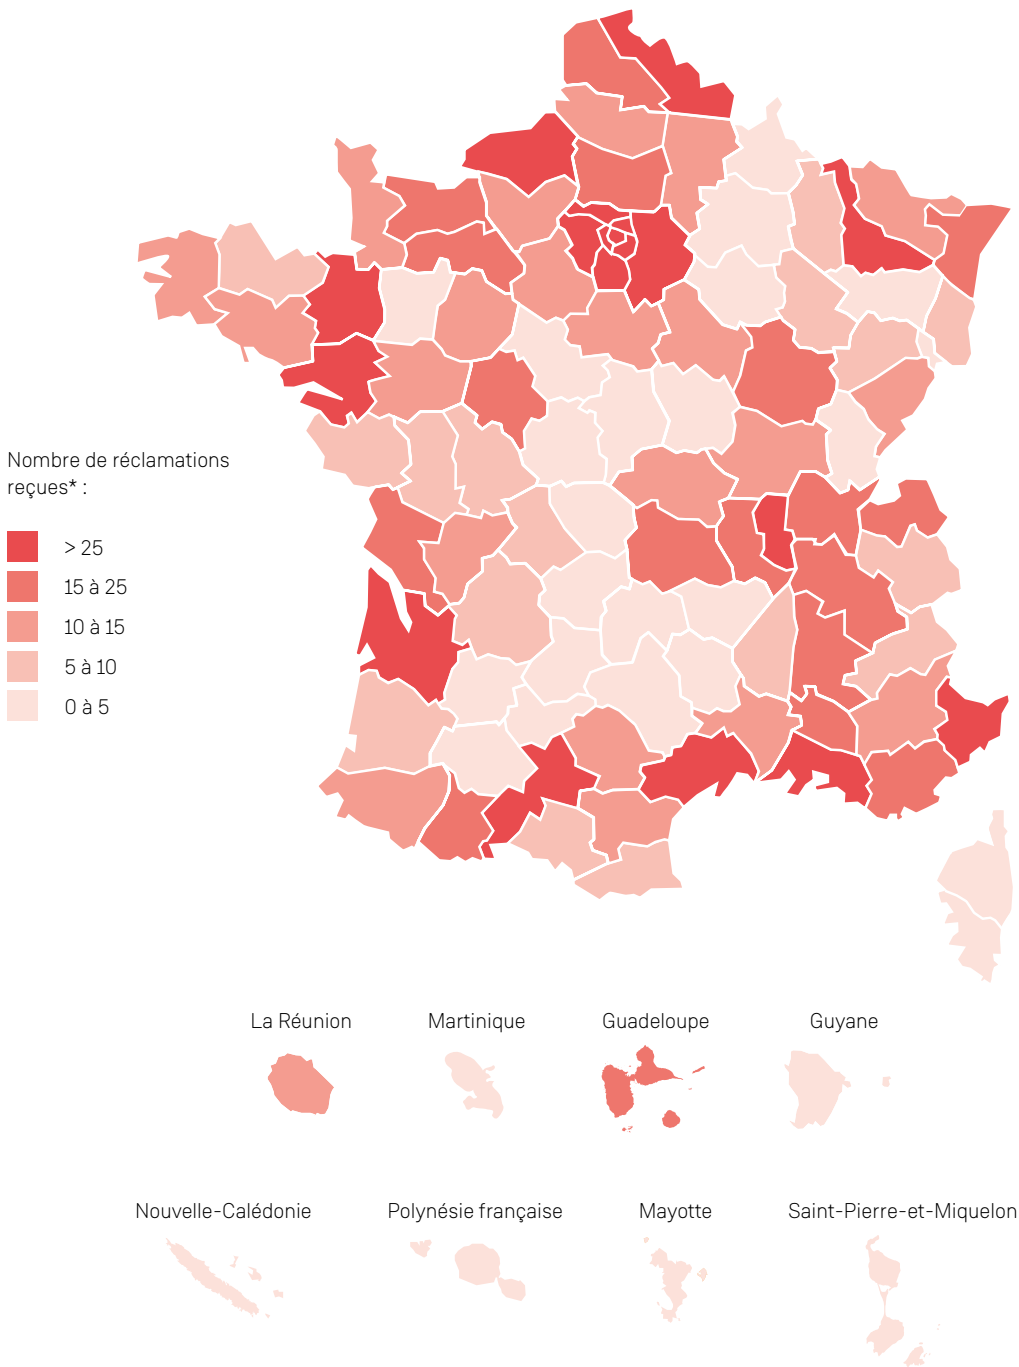 Nombre de réclamations
reçues* :
> 25
15 à 25
10 à 15
5 à 10
0 à 5
La Réunion
Martinique
Guadeloupe
Guyane
Nouvelle-Calédonie
Polynésie française
Mayotte
Saint-Pierre-et-Miquelon